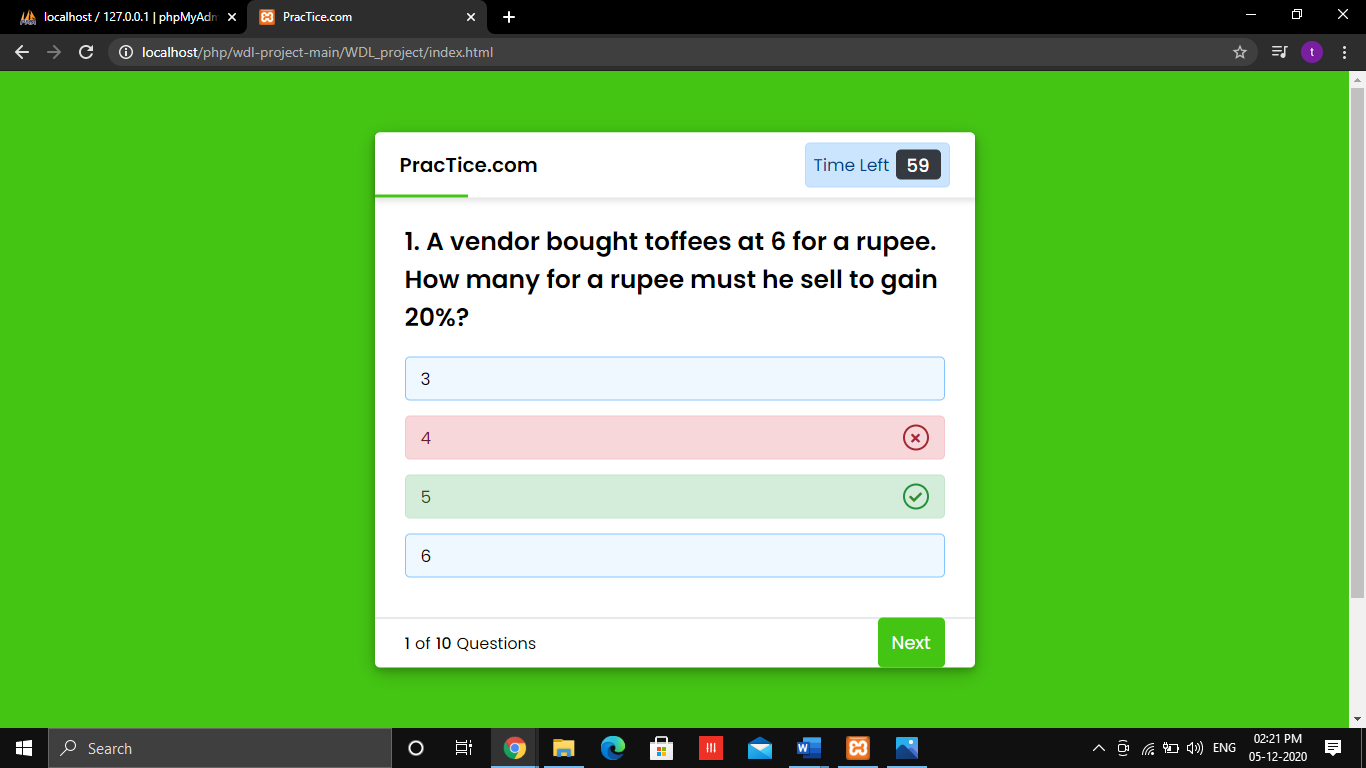 localhost / 127.0.0.1 | phpMyAdm
PracTice.com
localhost/php/wdl-project-main/WDL_project/index.html
t
PracTice.com
Time Left 59
1. A vendor bought toffees at 6 for a rupee.
How many for a rupee must he sell to gain
20%?
3
4
5
6
1 of 10 Questions
Next
Search
ENG
02:21 PM
05-12-2020